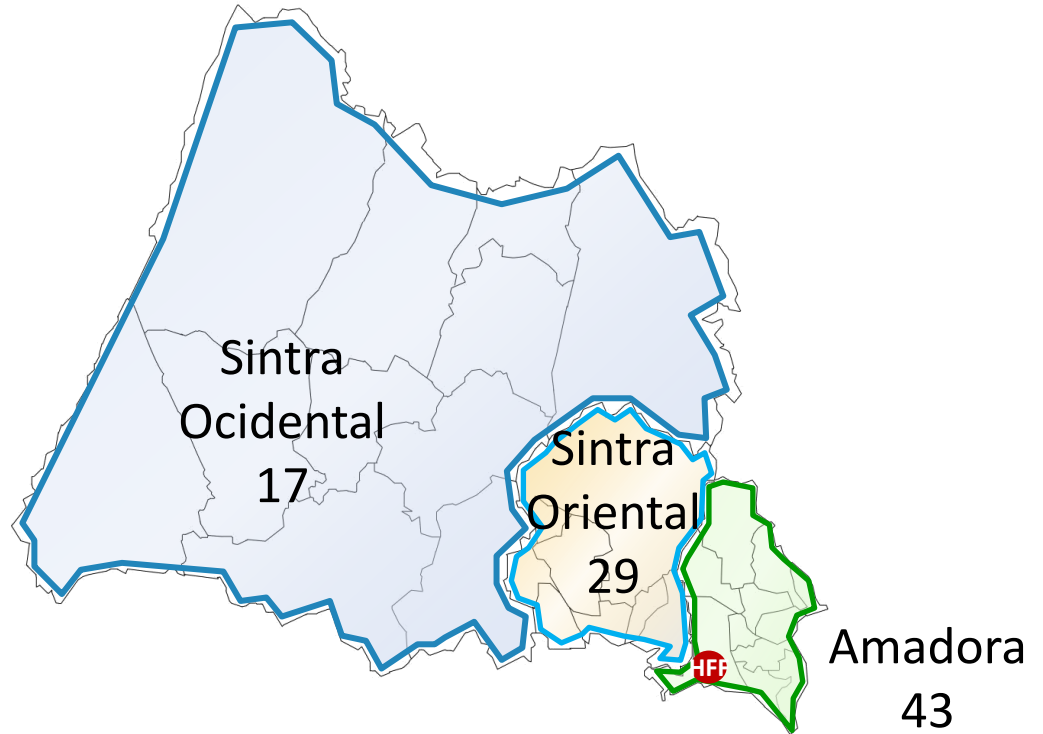 Sintra
Ocidental
17
Sintra
Oriental
29
HFF
Amadora
43